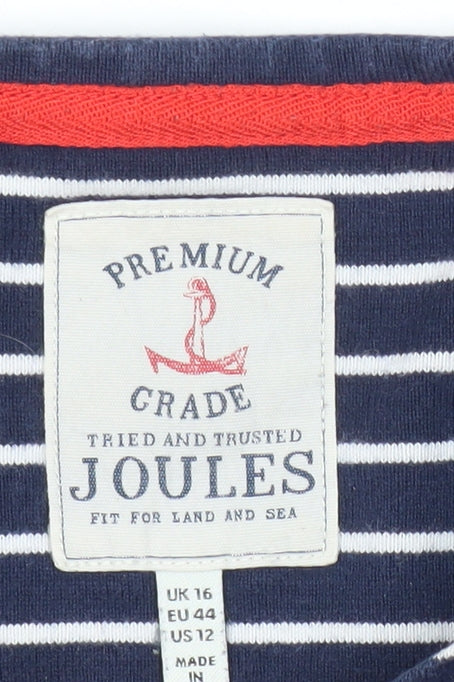 PREMIUM
GRADE
TRIED AND TRUSTED
JOULES
FIT FOR LAND AND SEA
UK 16
EU 44
US 12
MADE
IN